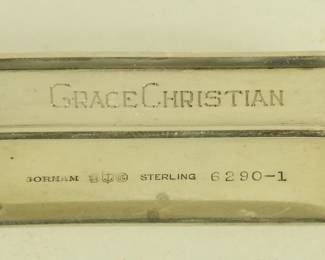 GRACE CHRISTIAN
GORHAM STERLING 6290-1